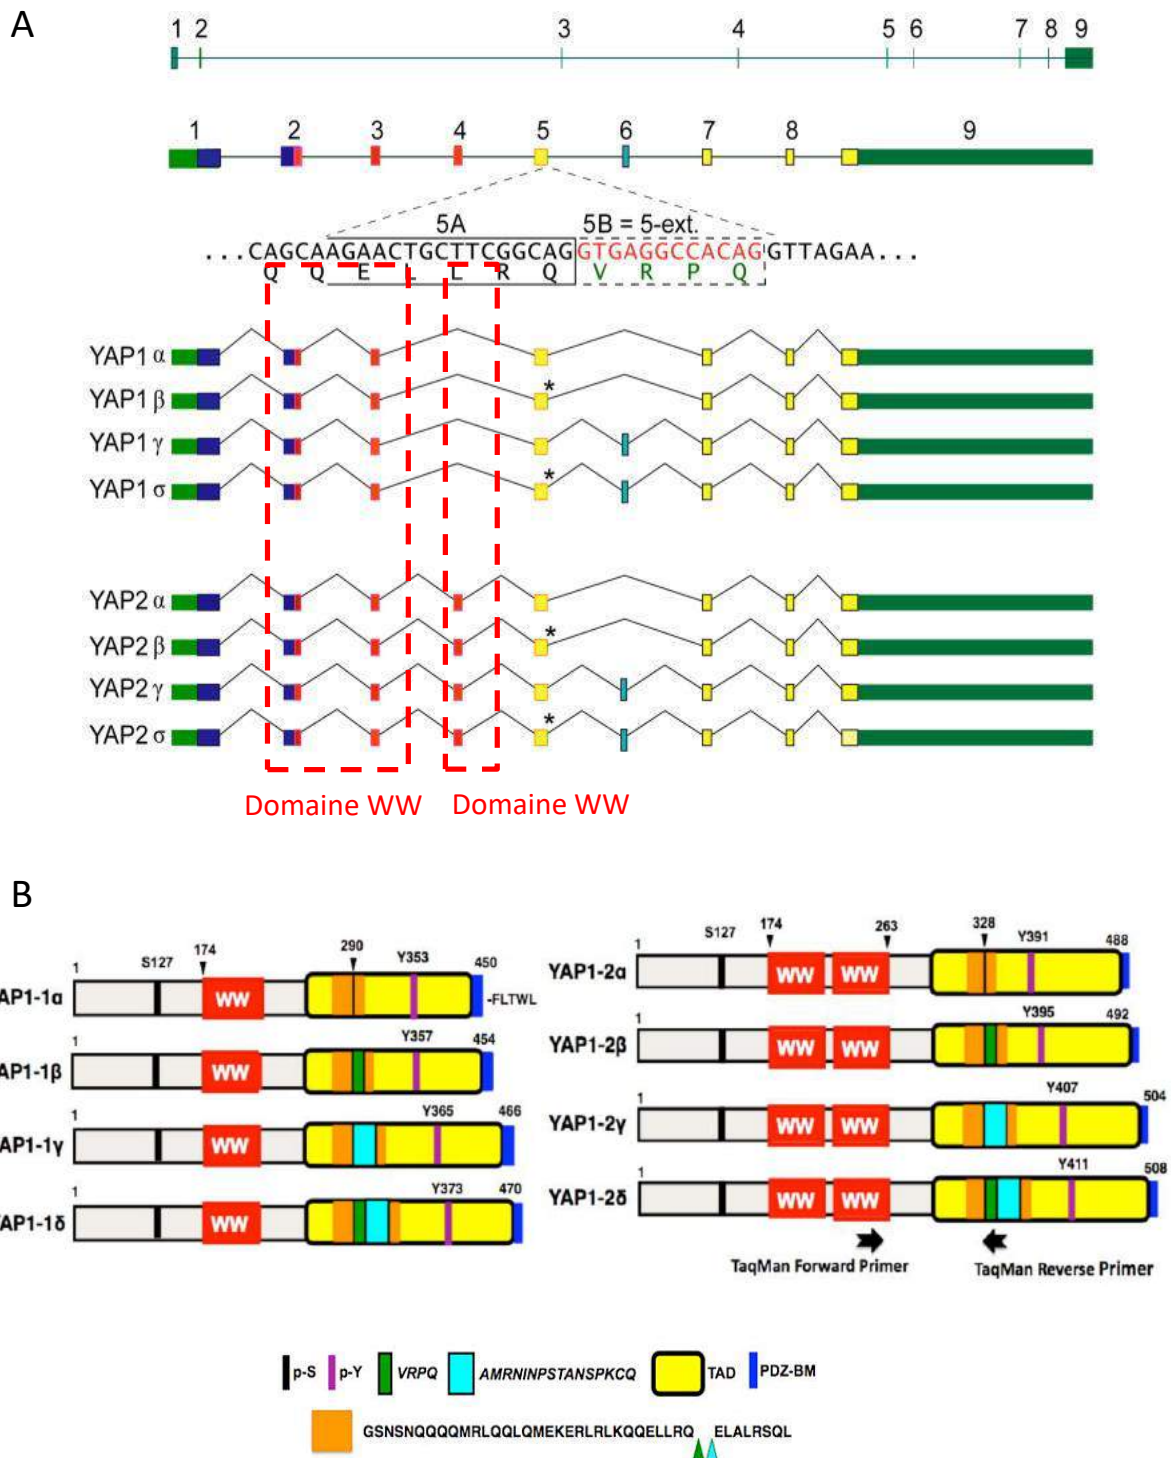 A
1 2 3 4 5 6 7 8 9
1 2 3 4 5 6 7 8 9
5A 5B = 5-ext.
...CAGCAAGAACTGCTTCGGCAGGTGAGGCCACAGGTTAGAA...
Q Q E L L R Q V R P Q
YAP1 α
YAP1 β *
YAP1 γ
YAP1 σ *
YAP2 α
YAP2 β *
YAP2 γ
YAP2 σ *
Domaine WW Domaine WW
B
1 S127 174 290 Y353 450
AP1-1α WW -FLTWL
1 Y357 454
AP1-1β WW
1 Y365 466
AP1-1γ WW
1 Y373 470
AP1-1δ WW
1 S127 174 263 328 Y391 488
YAP1-2α WW WW
1 Y395 492
YAP1-2β WW WW
1 Y407 504
YAP1-2γ WW WW
1 Y411 508
YAP1-2δ WW WW
TaqMan Forward Primer TaqMan Reverse Primer
p-S p-Y VRPQ AMRNINPSTANSPKCQ TAD PDZ-BM
GSNSNQQQQMRLQQLQMEKERLRLKQQELLRQ ELALRSQL